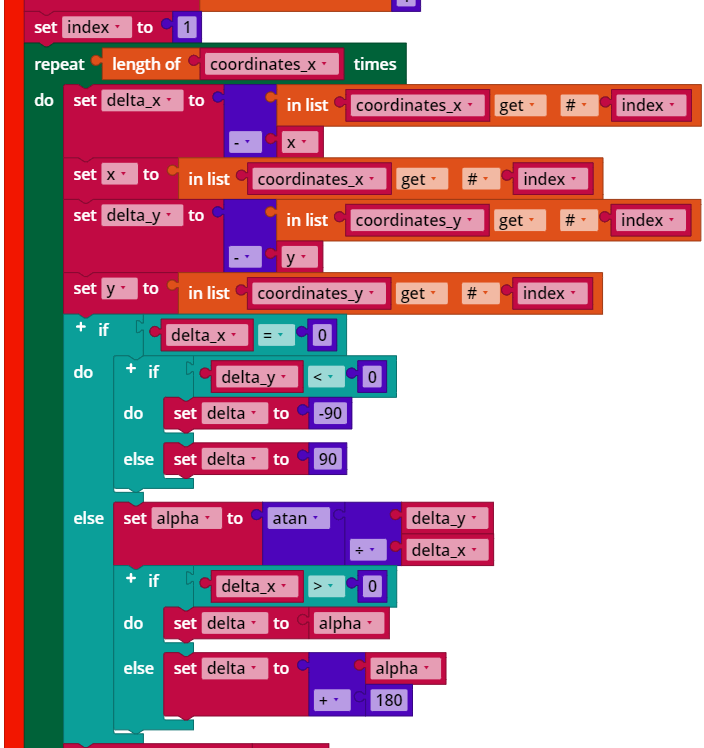 set index to 1
repeat length of coordinates_x times
do set delta_x to in list coordinates_x get # index
- x
set x to in list coordinates_x get # index
set delta_y to in list coordinates_y get # index
- y
set y to in list coordinates_y get # index
+ if delta_x = 0
do + if delta_y < 0
do set delta to -90
else set delta to 90
else set alpha to atan delta_y
÷ delta_x
+ if delta_x > 0
do set delta to alpha
else set delta to alpha
+ 180